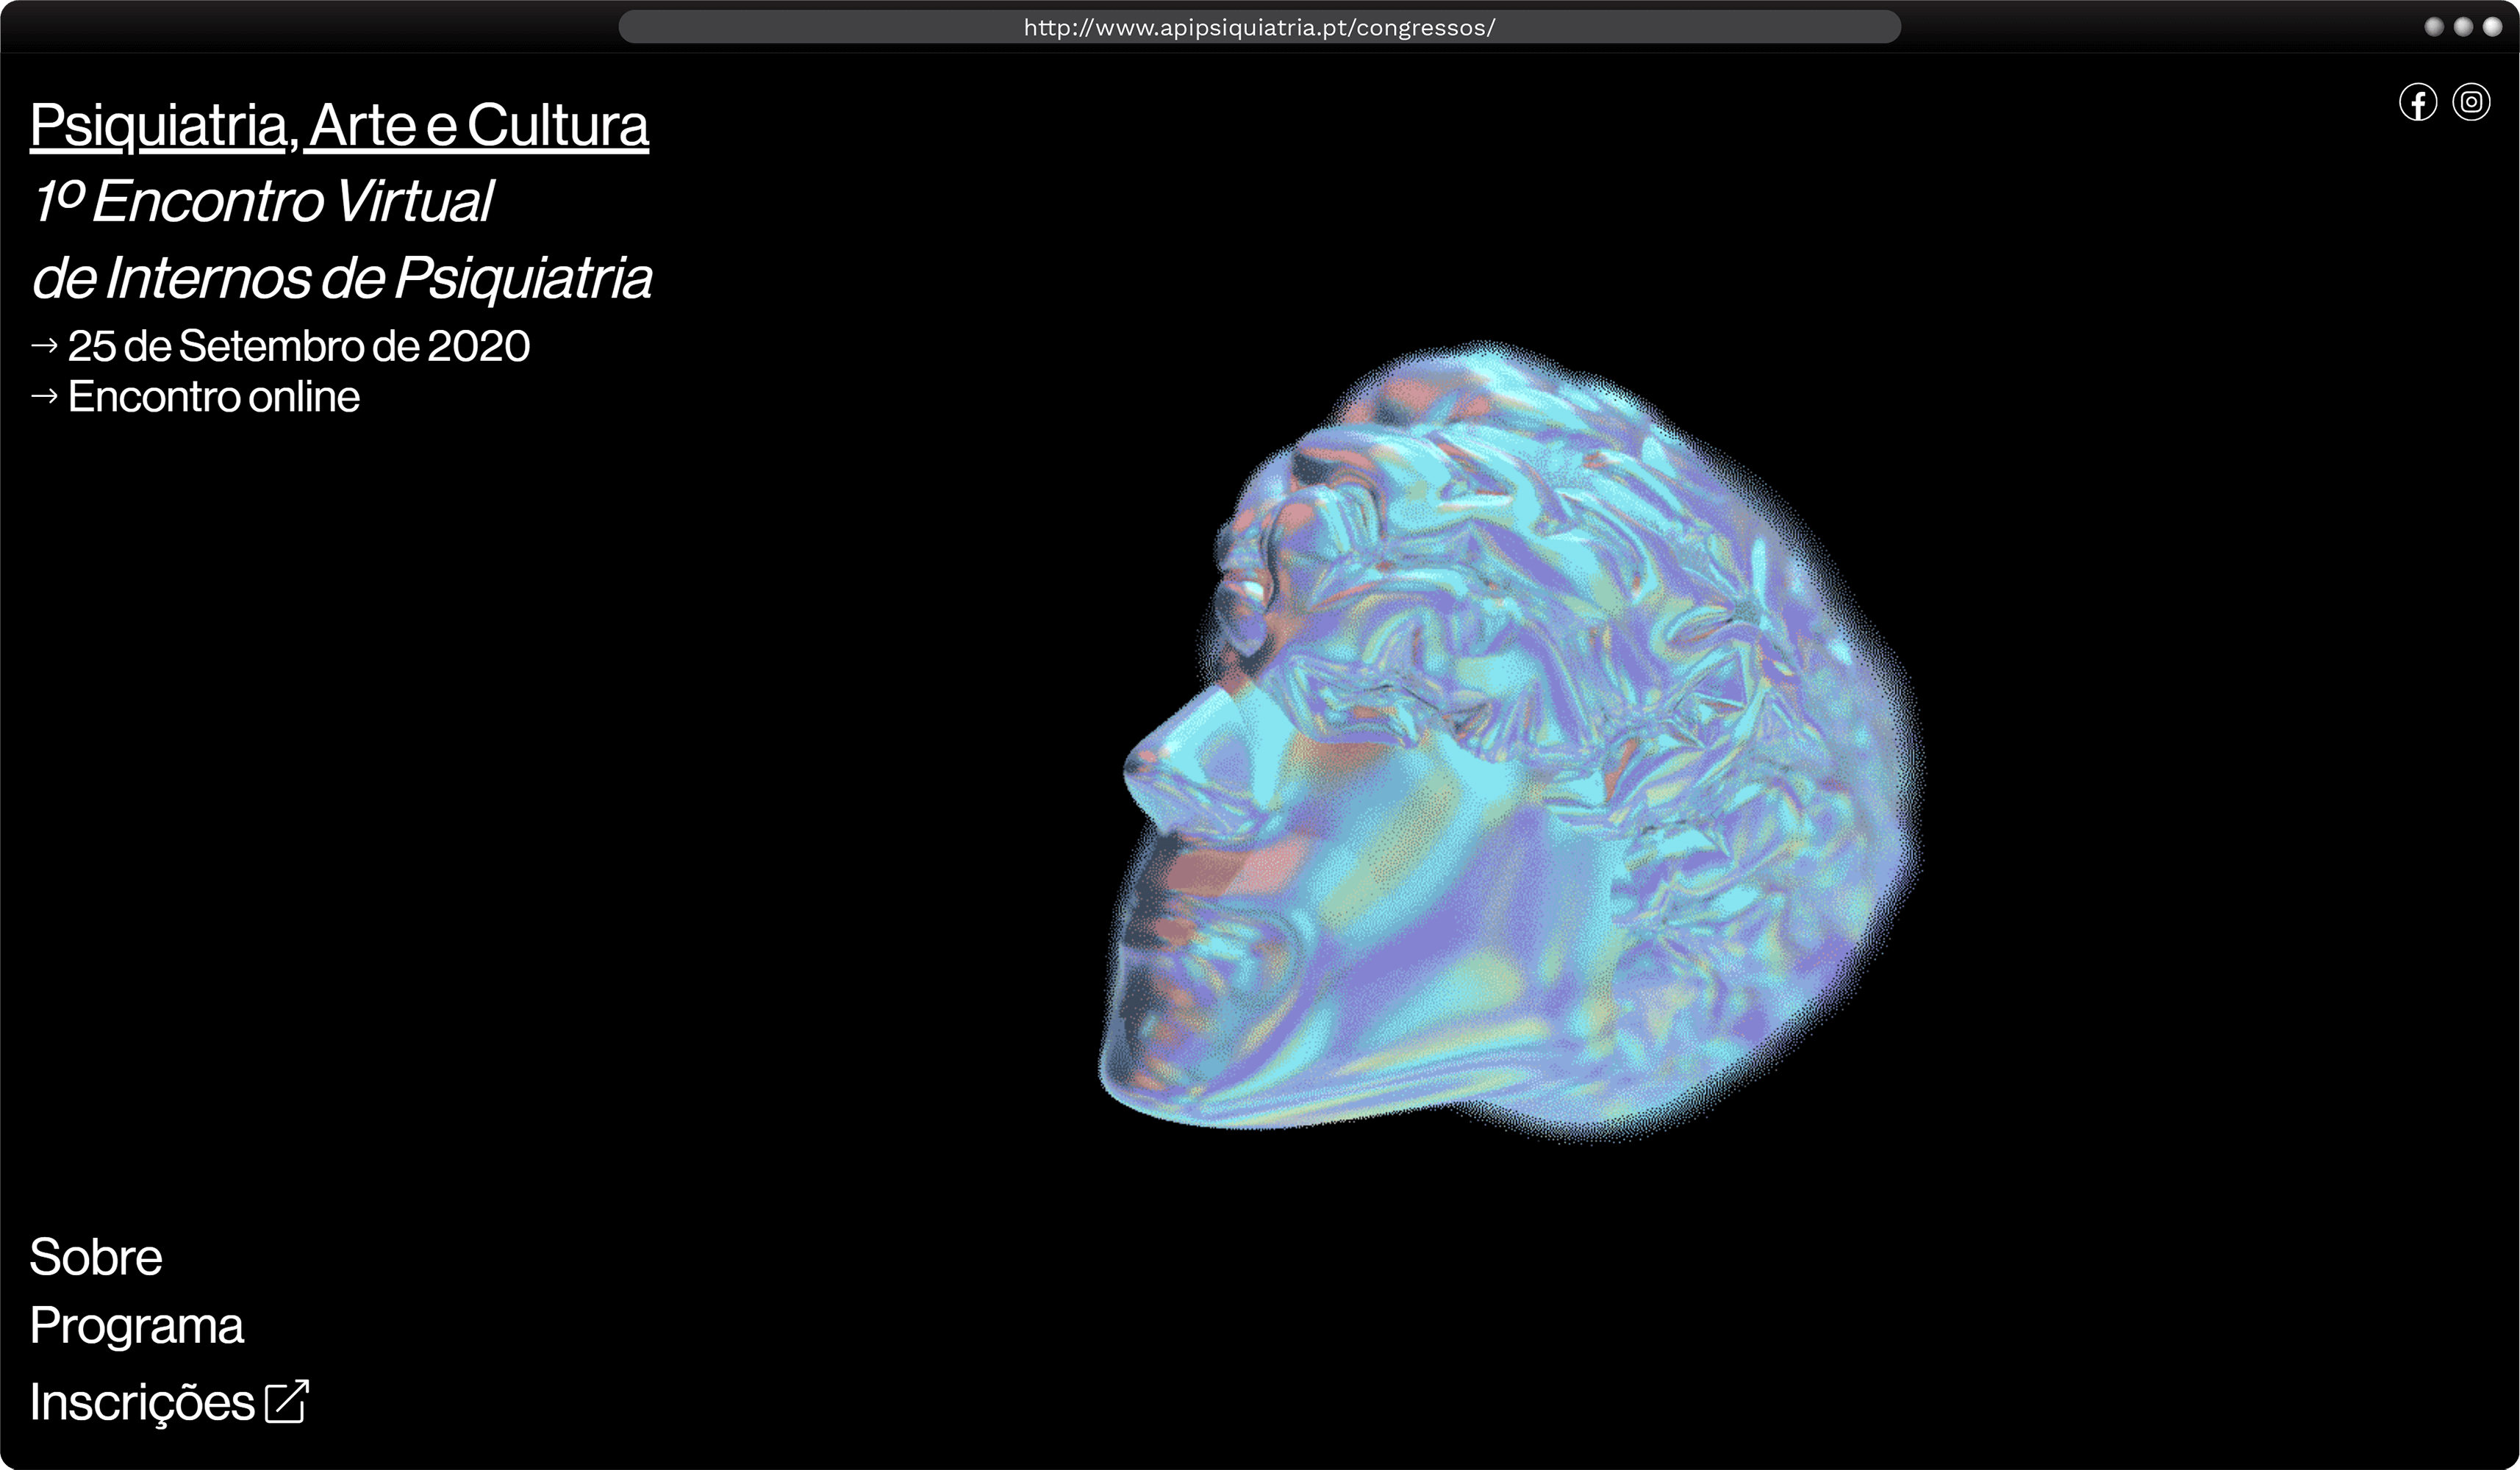 http://www.apipsiquiatria.pt/congressos/
Psiquiatria, Arte e Cultura
1º Encontro Virtual
de Internos de Psiquiatria
→ 25 de Setembro de 2020
→ Encontro online
Sobre
Programa
Inscrições